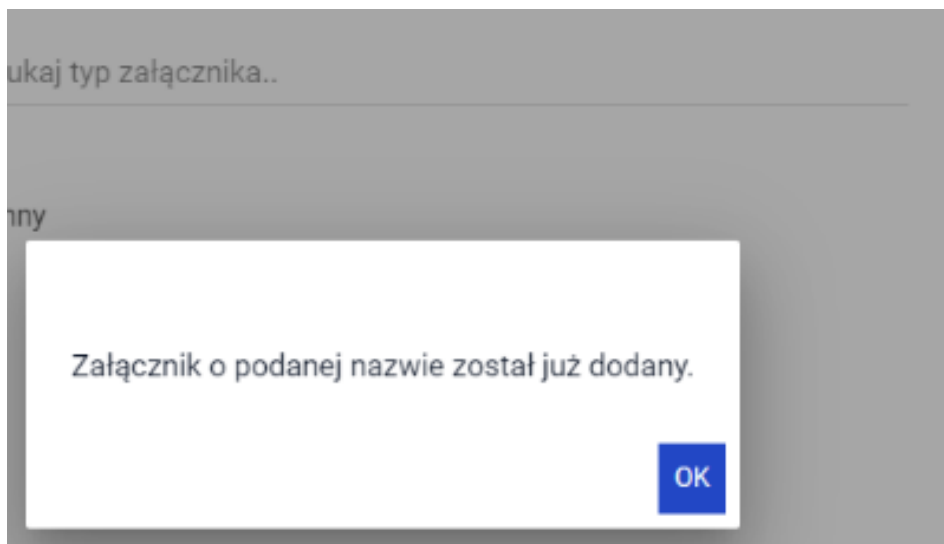 ukaj typ załącznika..
nny
Załącznik o podanej nazwie został już dodany.
OK